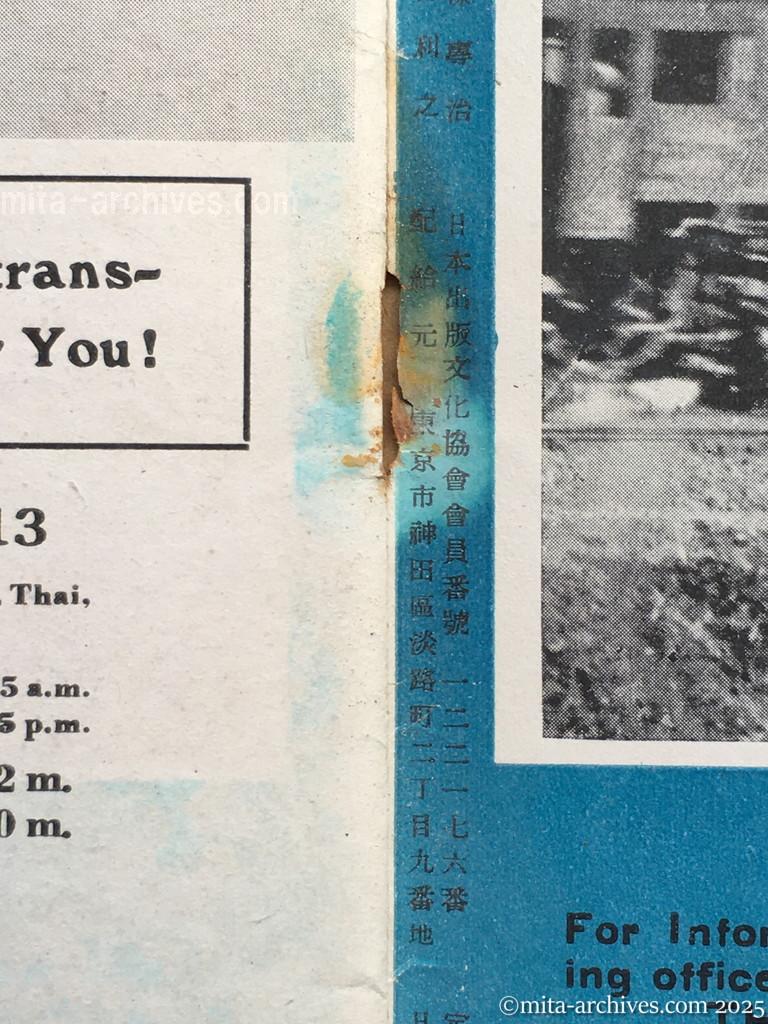 mita-archives.com
trans-
You!
13
Thai,
5 a.m.
5 p.m.
2 m.
0 m.
專治 日本出版文化協會會員番號 一二二一七六番
利之 配給元 東京市神田區淡路町二丁目九番地
For Infor
ing office
©mita-archives.com 2025